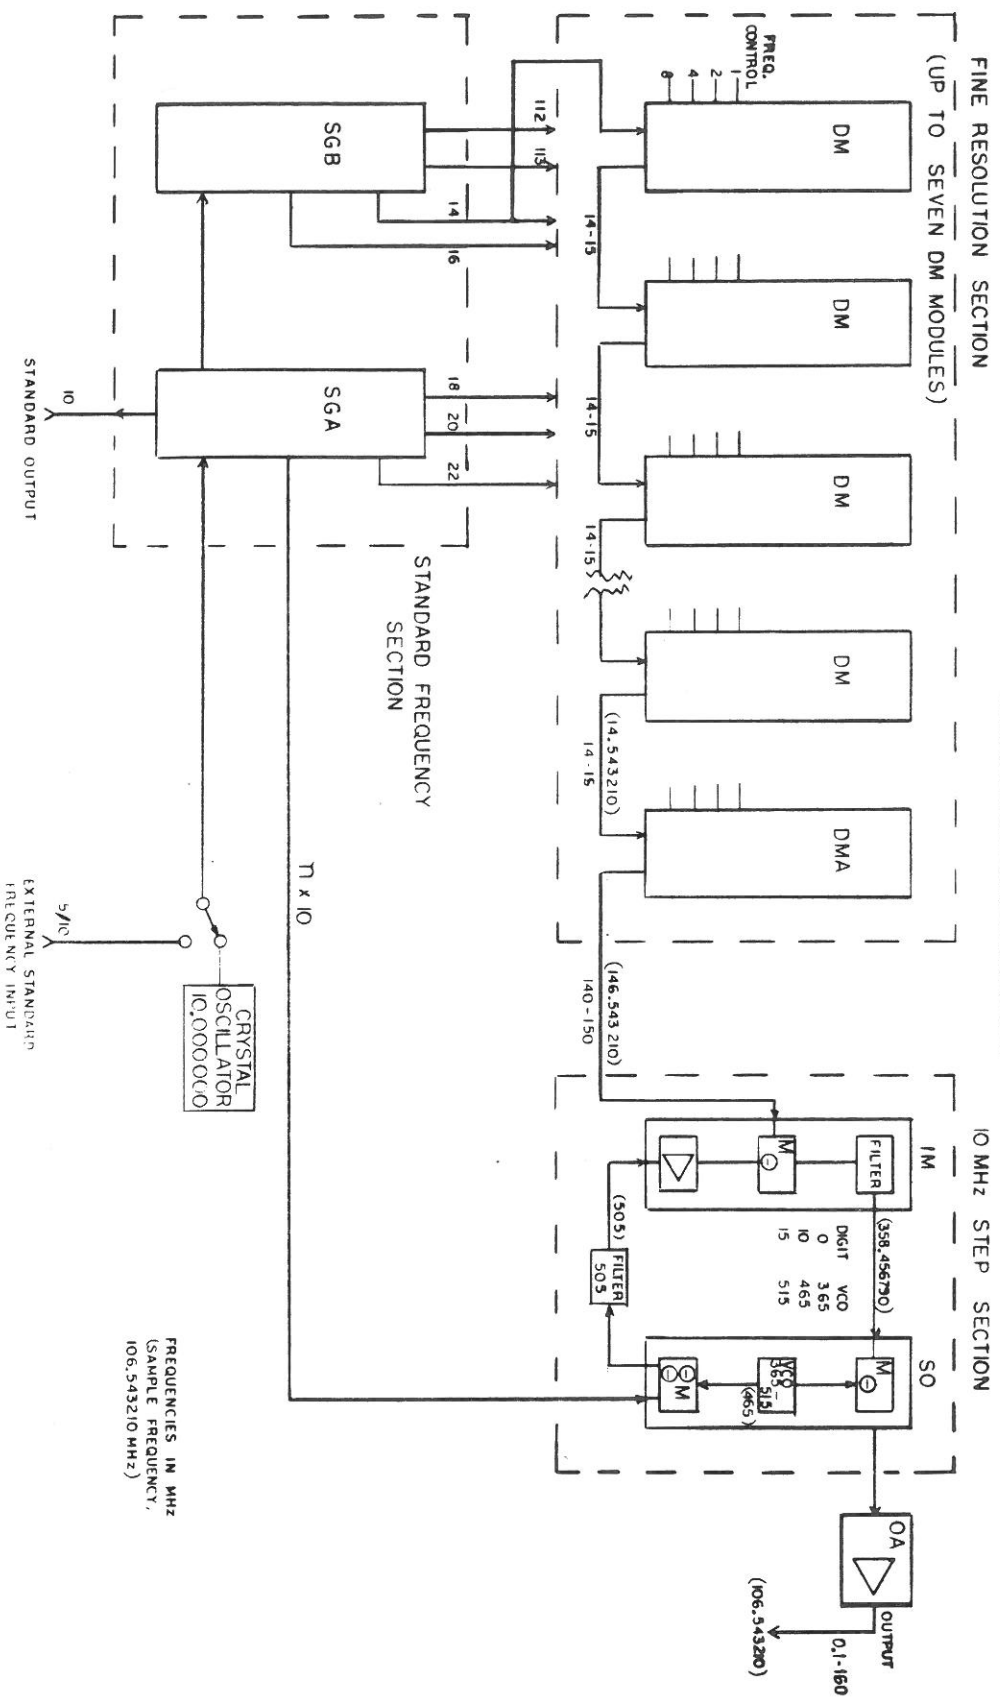 FINE RESOLUTION SECTION
(UP TO SEVEN DM MODULES)
FREQ.
CONTROL
1
2
4
8
DM
DM
DM
DM
DMA
14-15
14-15
14-15
(14.543210)
14-15
(146.543210)
140-150
10 MHz STEP SECTION
IM
FILTER
M
(358.456790)
DIGIT VCO
0 365
10 465
15 515
(505)
FILTER
505
SO
M
VCO
365-
515
(465)
M
OA
OUTPUT
0.1-160
(106.543210)
112
113
14
16
18
20
22
SGB
SGA
STANDARD FREQUENCY
SECTION
n x 10
10
STANDARD OUTPUT
5/10
EXTERNAL STANDARD
FREQUENCY INPUT
CRYSTAL
OSCILLATOR
10.000000
FREQUENCIES IN MHz
(SAMPLE FREQUENCY,
106.543210 MHz)